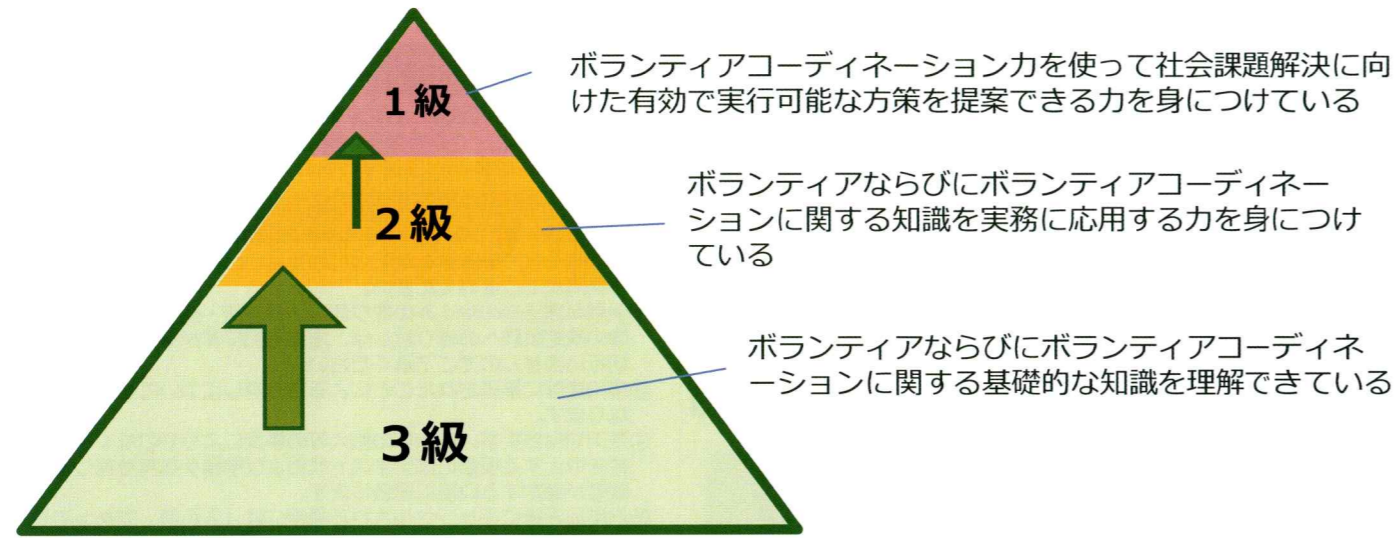 1級
ボランティアコーディネーション力を使って社会課題解決に向
けた有効で実行可能な方策を提案できる力を身につけている
2級
ボランティアならびにボランティアコーディネー
ションに関する知識を実務に応用する力を身につけ
ている
3級
ボランティアならびにボランティアコーディネ
ーションに関する基礎的な知識を理解できている